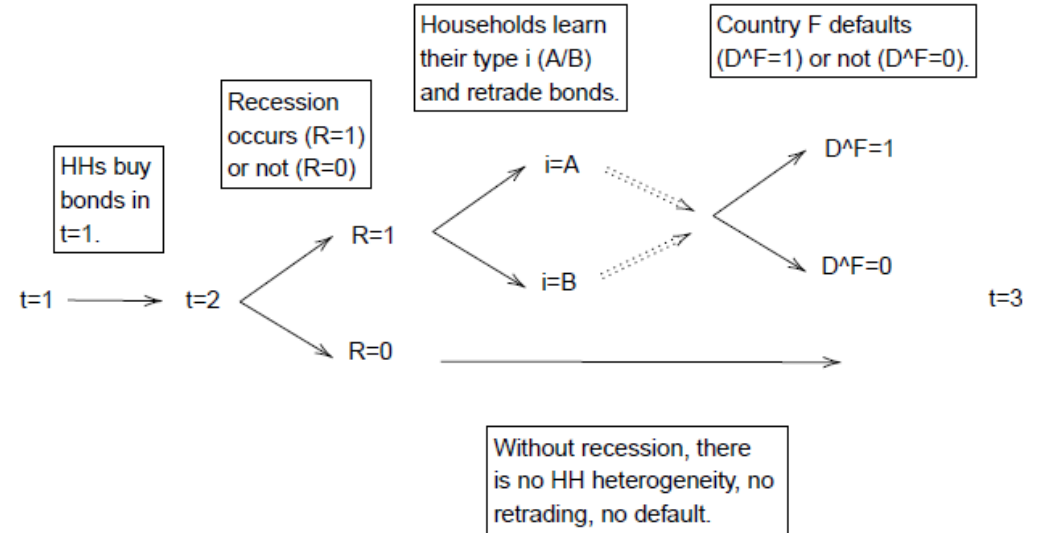 Households learn
their type i (A/B)
and retrade bonds.
Country F defaults
(D^F=1) or not (D^F=0).
Recession
occurs (R=1)
or not (R=0)
HHs buy
bonds in
t=1.
i=A
D^F=1
R=1
D^F=0
i=B
t=1
t=2
t=3
R=0
Without recession, there
is no HH heterogeneity, no
retrading, no default.